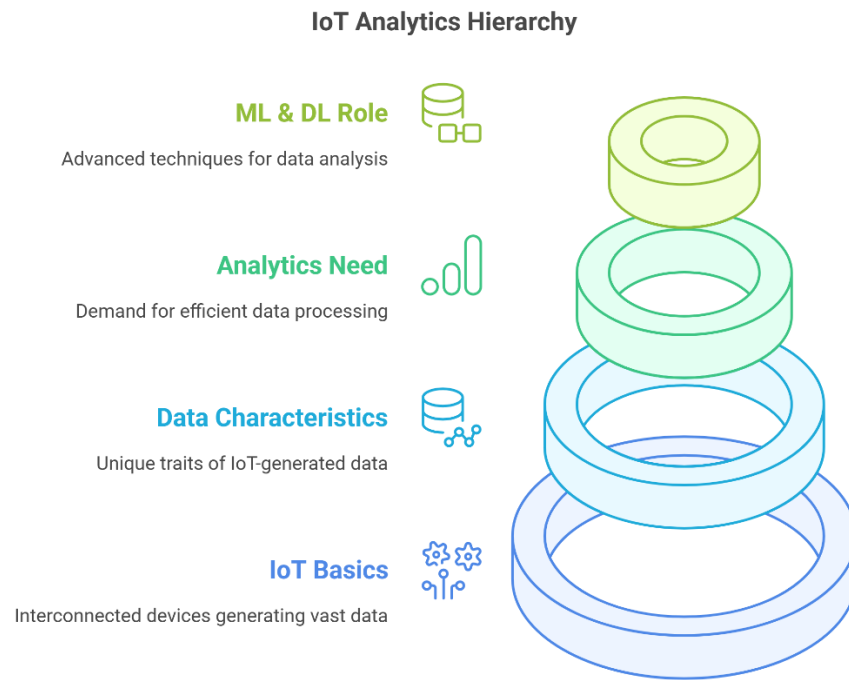 IoT Analytics Hierarchy
ML & DL Role
Advanced techniques for data analysis
Analytics Need
Demand for efficient data processing
Data Characteristics
Unique traits of IoT-generated data
IoT Basics
Interconnected devices generating vast data